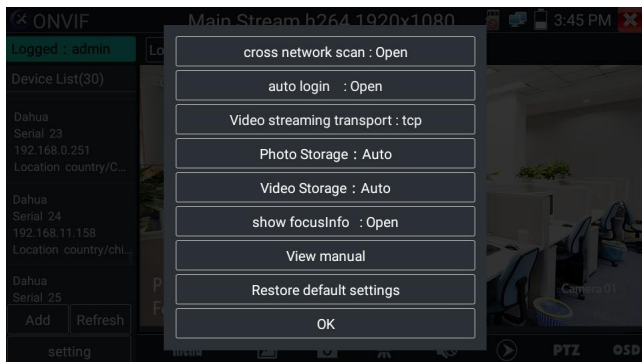 ONVIF
Main Stream h264 1920x1080
3:45 PM
Logged : admin
Lo
Device List(30)
Dahua
Serial 23
192.168.0.251
Location country/C...
Dahua
Serial 24
192.168.11.158
Location country/chi...
Dahua
Serial 25
Add
Refresh
setting
cross network scan : Open
auto login : Open
Video streaming transport : tcp
Photo Storage : Auto
Video Storage : Auto
show focusInfo : Open
View manual
Restore default settings
OK
P
Fo
Camera 01
menu
PTZ
OSD